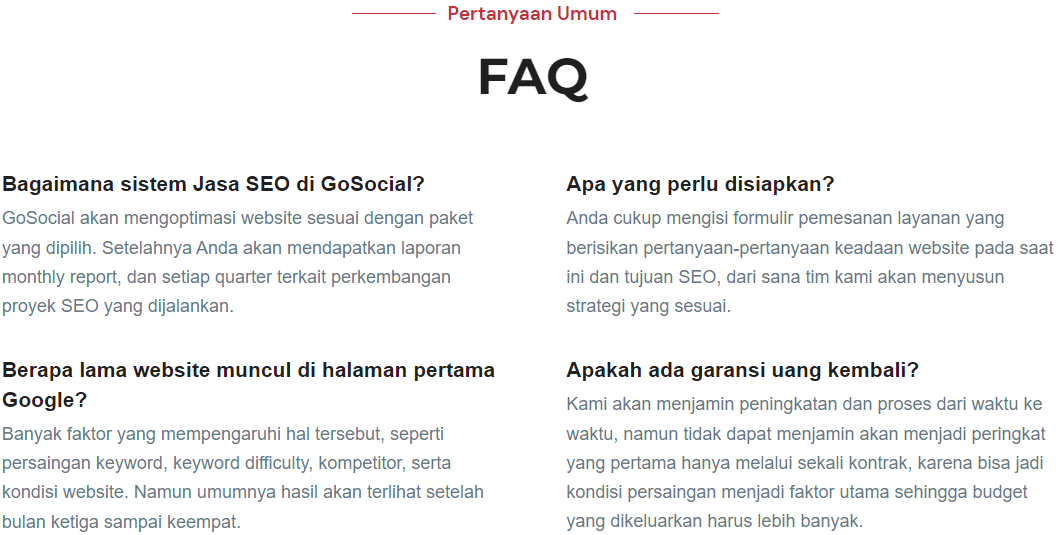 Pertanyaan Umum
FAQ
Bagaimana sistem Jasa SEO di GoSocial?
GoSocial akan mengoptimasi website sesuai dengan paket
yang dipilih. Setelahnya Anda akan mendapatkan laporan
monthly report, dan setiap quarter terkait perkembangan
proyek SEO yang dijalankan.
Berapa lama website muncul di halaman pertama
Google?
Banyak faktor yang mempengaruhi hal tersebut, seperti
persaingan keyword, keyword difficulty, kompetitor, serta
kondisi website. Namun umumnya hasil akan terlihat setelah
bulan ketiga sampai keempat.
Apa yang perlu disiapkan?
Anda cukup mengisi formulir pemesanan layanan yang
berisikan pertanyaan-pertanyaan keadaan website pada saat
ini dan tujuan SEO, dari sana tim kami akan menyusun
strategi yang sesuai.
Apakah ada garansi uang kembali?
Kami akan menjamin peningkatan dan proses dari waktu ke
waktu, namun tidak dapat menjamin akan menjadi peringkat
yang pertama hanya melalui sekali kontrak, karena bisa jadi
kondisi persaingan menjadi faktor utama sehingga budget
yang dikeluarkan harus lebih banyak.